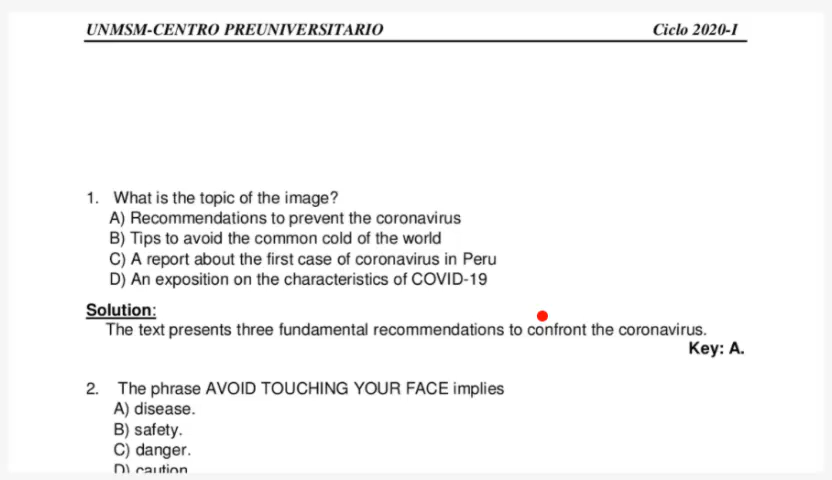 UNMSM-CENTRO PREUNIVERSITARIO Ciclo 2020-I
1. What is the topic of the image?
A) Recommendations to prevent the coronavirus
B) Tips to avoid the common cold of the world
C) A report about the first case of coronavirus in Peru
D) An exposition on the characteristics of COVID-19
Solution:
The text presents three fundamental recommendations to confront the coronavirus.
Key: A.
2. The phrase AVOID TOUCHING YOUR FACE implies
A) disease.
B) safety.
C) danger.
D) caution